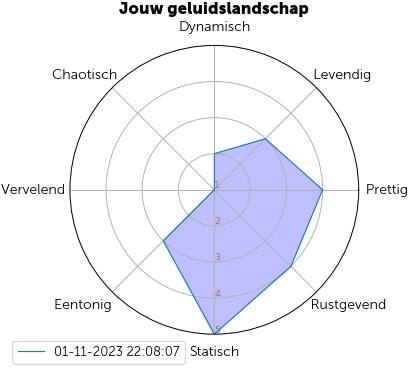 Jouw geluidslandschap
Dynamisch
Chaotisch
Levendig
Vervelend
Prettig
1
2
3
4
5
Eentonig
Rustgevend
Statisch
01-11-2023 22:08:07